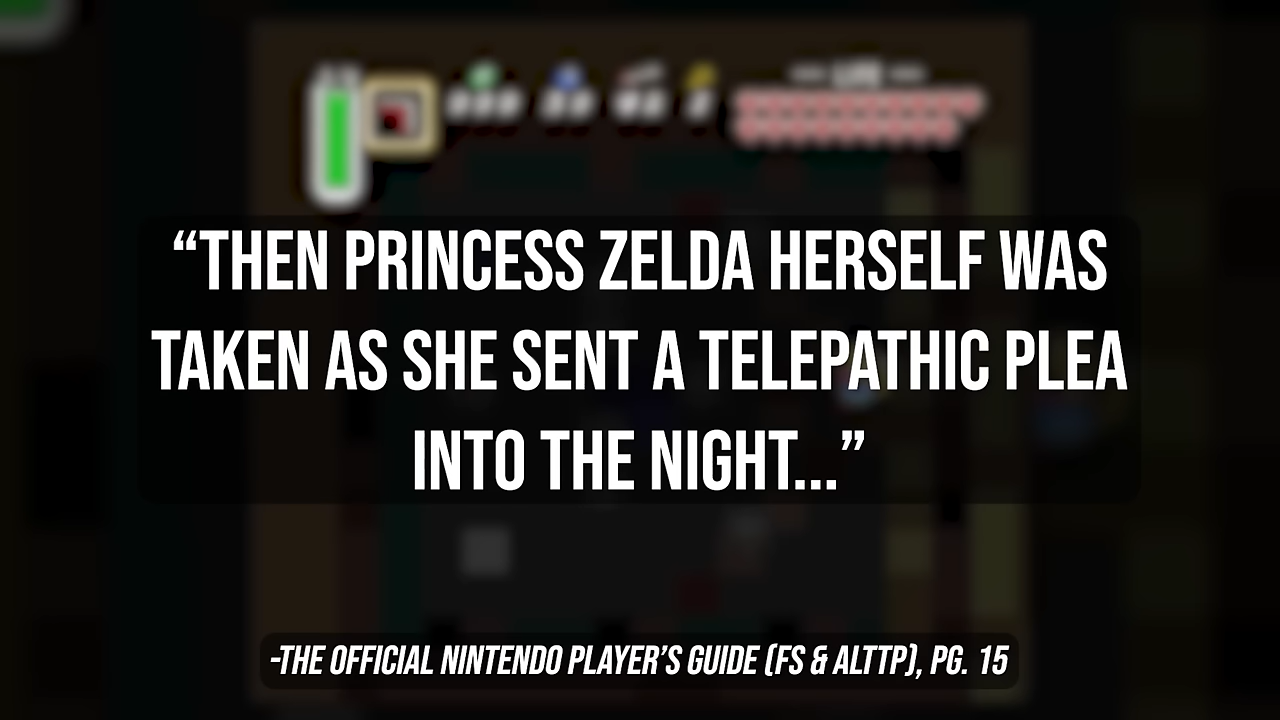 “THEN PRINCESS ZELDA HERSELF WAS
TAKEN AS SHE SENT A TELEPATHIC PLEA
INTO THE NIGHT...”
-THE OFFICIAL NINTENDO PLAYER’S GUIDE (FS & ALTTP), PG. 15